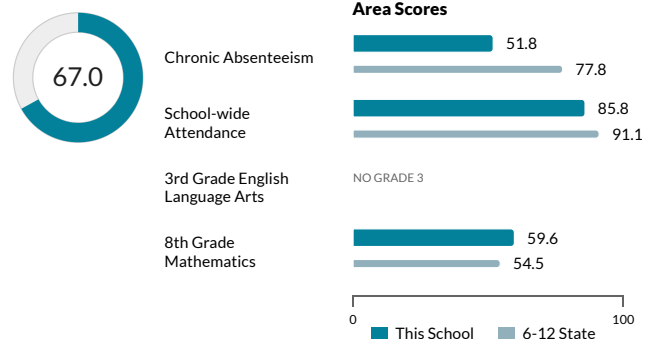 Area Scores
67.0
Chronic Absenteeism
51.8
77.8
School-wide
Attendance
85.8
91.1
3rd Grade English
Language Arts
NO GRADE 3
8th Grade
Mathematics
59.6
54.5
0
100
This School
6-12 State